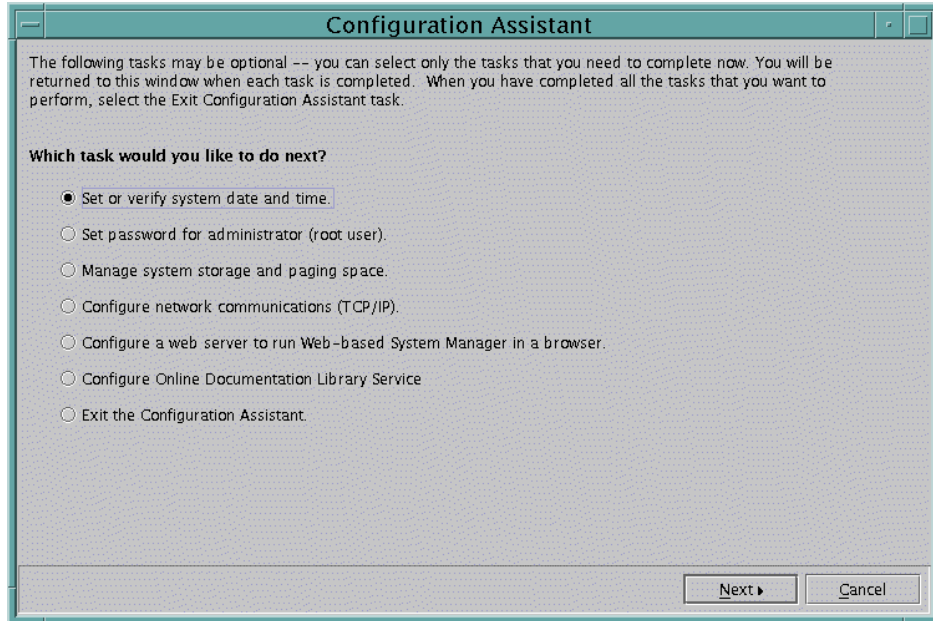 Configuration Assistant
The following tasks may be optional -- you can select only the tasks that you need to complete now. You will be
returned to this window when each task is completed.  When you have completed all the tasks that you want to
perform, select the Exit Configuration Assistant task.
Which task would you like to do next?
Set or verify system date and time.
Set password for administrator (root user).
Manage system storage and paging space.
Configure network communications (TCP/IP).
Configure a web server to run Web-based System Manager in a browser.
Configure Online Documentation Library Service
Exit the Configuration Assistant.
Next Cancel